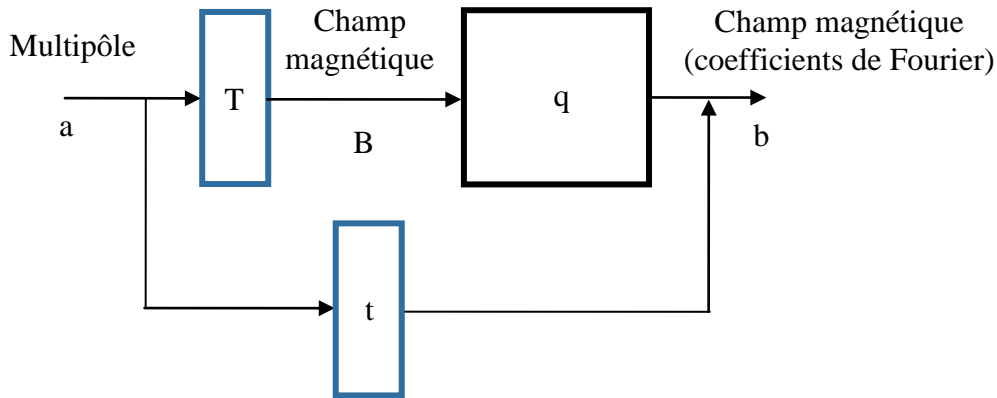 Multipôle
Champ
magnétique
Champ magnétique
(coefficients de Fourier)
a
T
B
q
b
t